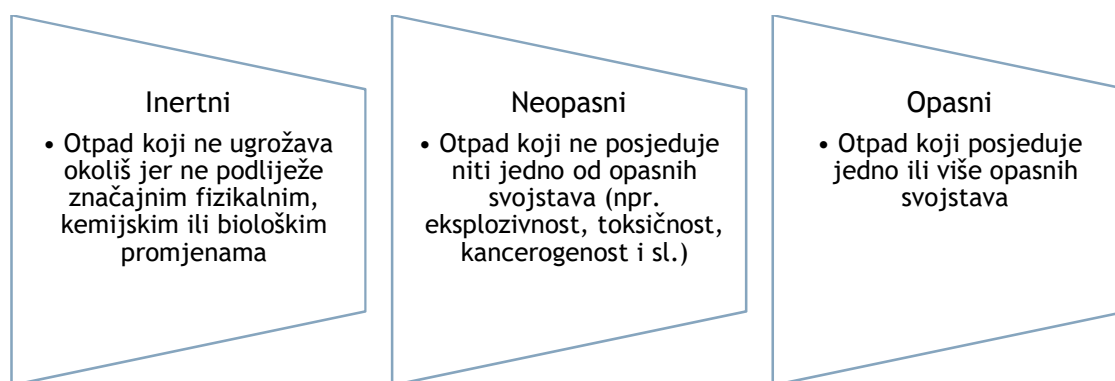 Inertni
• Otpad koji ne ugrožava
okoliš jer ne podliježe
značajnim fizikalnim,
kemijskim ili biološkim
promjenama
Neopasni
• Otpad koji ne posjeduje
niti jedno od opasnih
svojstava (npr.
eksplozivnost, toksičnost,
kancerogenost i sl.)
Opasni
• Otpad koji posjeduje
jedno ili više opasnih
svojstava